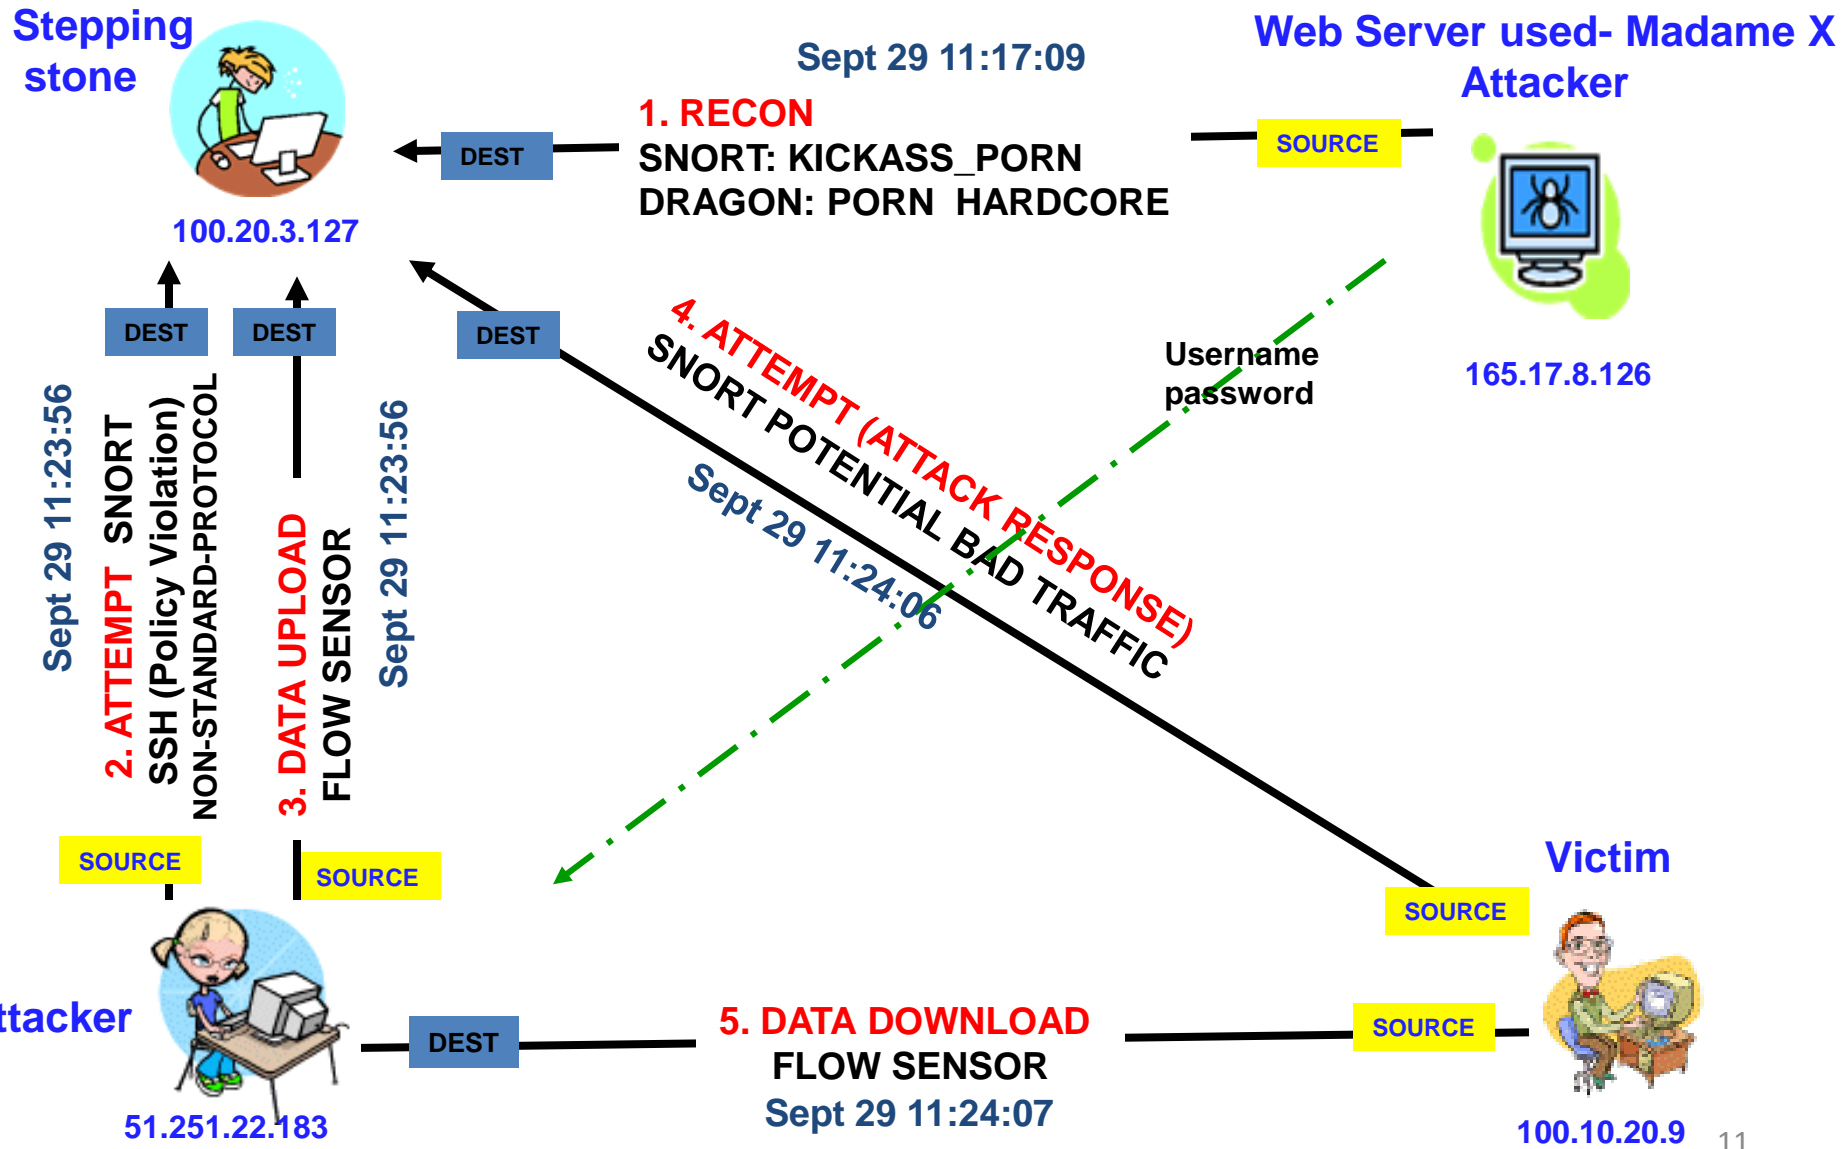 Stepping
stone
100.20.3.127
Sept 29 11:17:09
1. RECON
SNORT: KICKASS_PORN
DRAGON: PORN HARDCORE
DEST
SOURCE
Web Server used- Madame X
Attacker
165.17.8.126
DEST
DEST
DEST
Sept 29 11:23:56
2. ATTEMPT SNORT
SSH (Policy Violation)
NON-STANDARD-PROTOCOL
3. DATA UPLOAD
FLOW SENSOR
Sept 29 11:23:56
4. ATTEMPT (ATTACK RESPONSE)
SNORT POTENTIAL BAD TRAFFIC
Sept 29 11:24:06
Username
password
SOURCE
SOURCE
SOURCE
Victim
ttacker
51.251.22.183
DEST
5. DATA DOWNLOAD
FLOW SENSOR
Sept 29 11:24:07
SOURCE
100.10.20.9
11